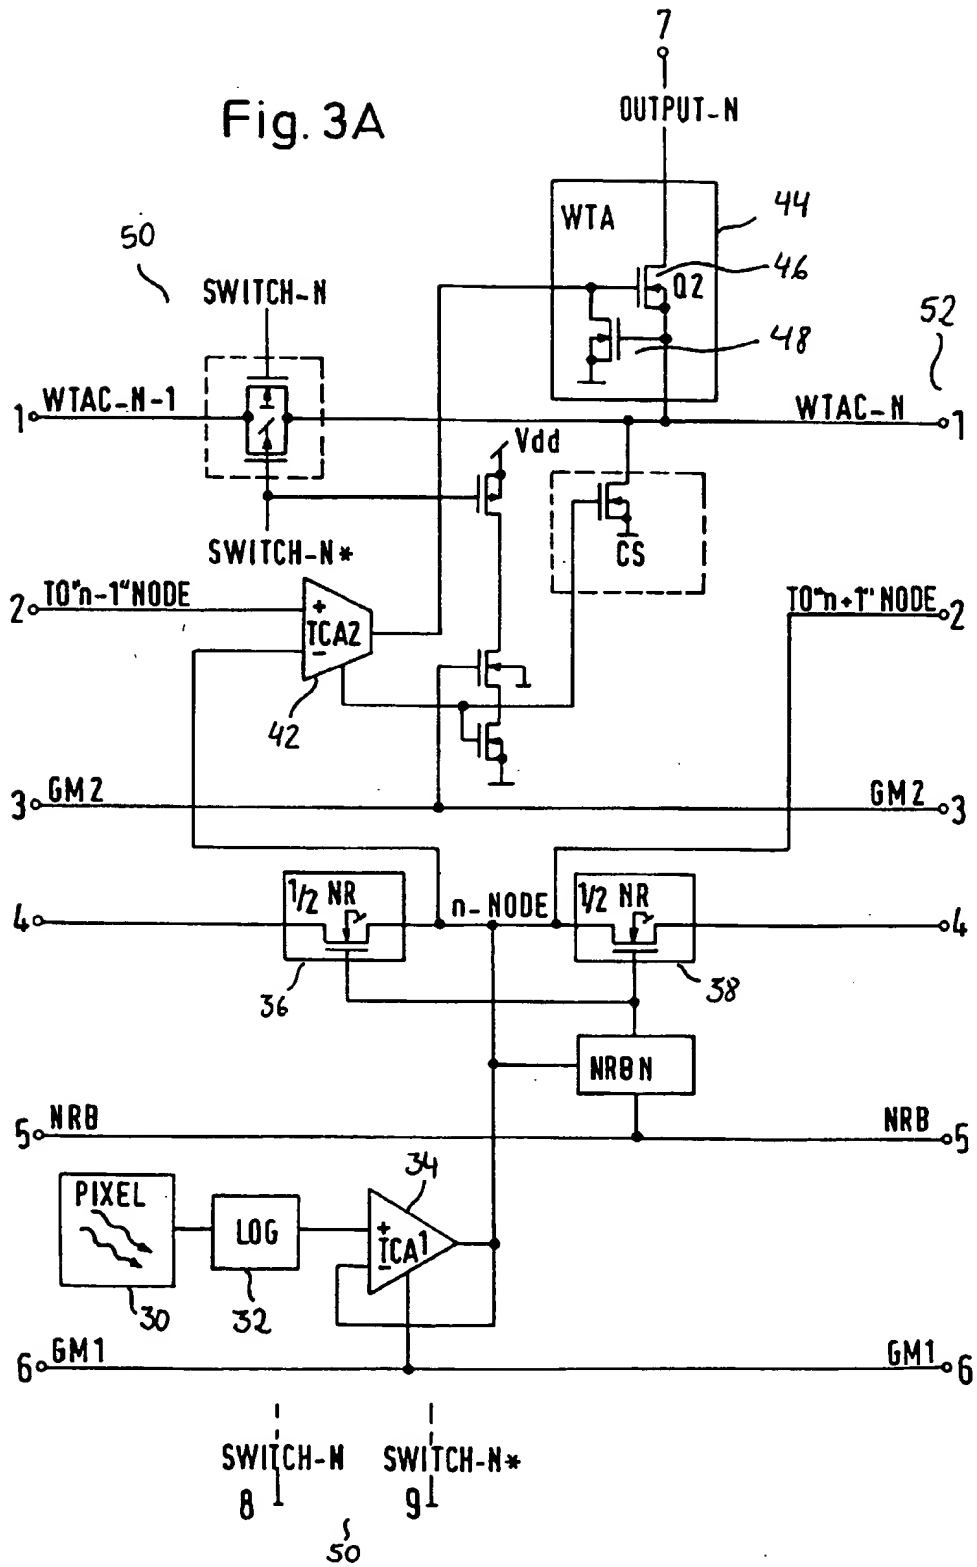 7
OUTPUT-N
Fig. 3A
WTA
44
50
46
SWITCH-N
Q2
52
48
1 WTAC-N-1
WTAC-N 1
Vdd
SWITCH-N*
CS
2 TO "n-1" NODE
TO "n+1" NODE 2
+
TCA2
-
42
3 GM2
GM2 3
1/2 NR
n-NODE
1/2 NR
4
4
36
38
NRBN
5 NRB
NRB 5
34
PIXEL
LOG
+
TCA1
-
30
32
6 GM1
GM1 6
SWITCH-N
SWITCH-N*
8
9
50